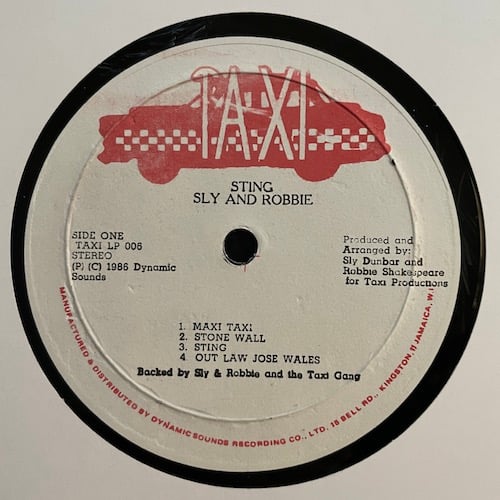 TAXI
STING
SLY AND ROBBIE
SIDE ONE
TAXI LP 006
STEREO
(P) (C) 1986 Dynamic
Sounds
Produced and
Arranged by:
Sly Dunbar and
Robbie Shakespeare
for Taxi Productions
1. MAXI TAXI
2. STONE WALL
3. STING
4 OUT LAW JOSE WALES
Backed by Sly & Robbie and the Taxi Gang
MANUFACTURED & DISTRIBUTED BY DYNAMIC SOUNDS RECORDING CO., LTD. 15 BELL RD., KINGSTON, 11 JAMAICA, W.I